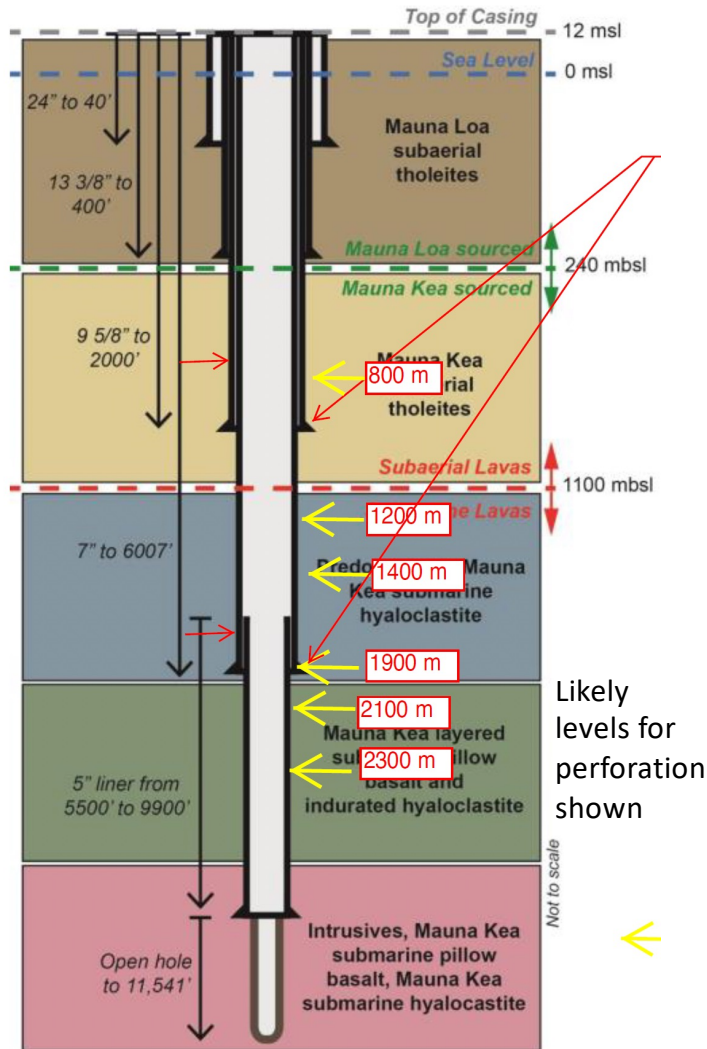 Top of Casing
12 msl
Sea Level
0 msl
24” to 40’
Mauna Loa
subaerial
tholeites
13 3/8” to
400’
Mauna Loa sourced
240 mbsl
Mauna Kea sourced
9 5/8” to
2000’
Mauna Kea
800 m
tholeites
Subaerial Lavas
1100 mbsl
Lavas
1200 m
7” to 6007’
Mauna
1400 m
Kea submarine
hyaloclastite
1900 m
2100 m
Mauna Kea layered
2300 m
basalt and
indurated hyaloclastite
5” liner from
5500’ to 9900’
Likely
levels for
perforation
shown
Not to scale
Open hole
to 11,541’
Intrusives, Mauna Kea
submarine pillow
basalt, Mauna Kea
submarine hyalocastite